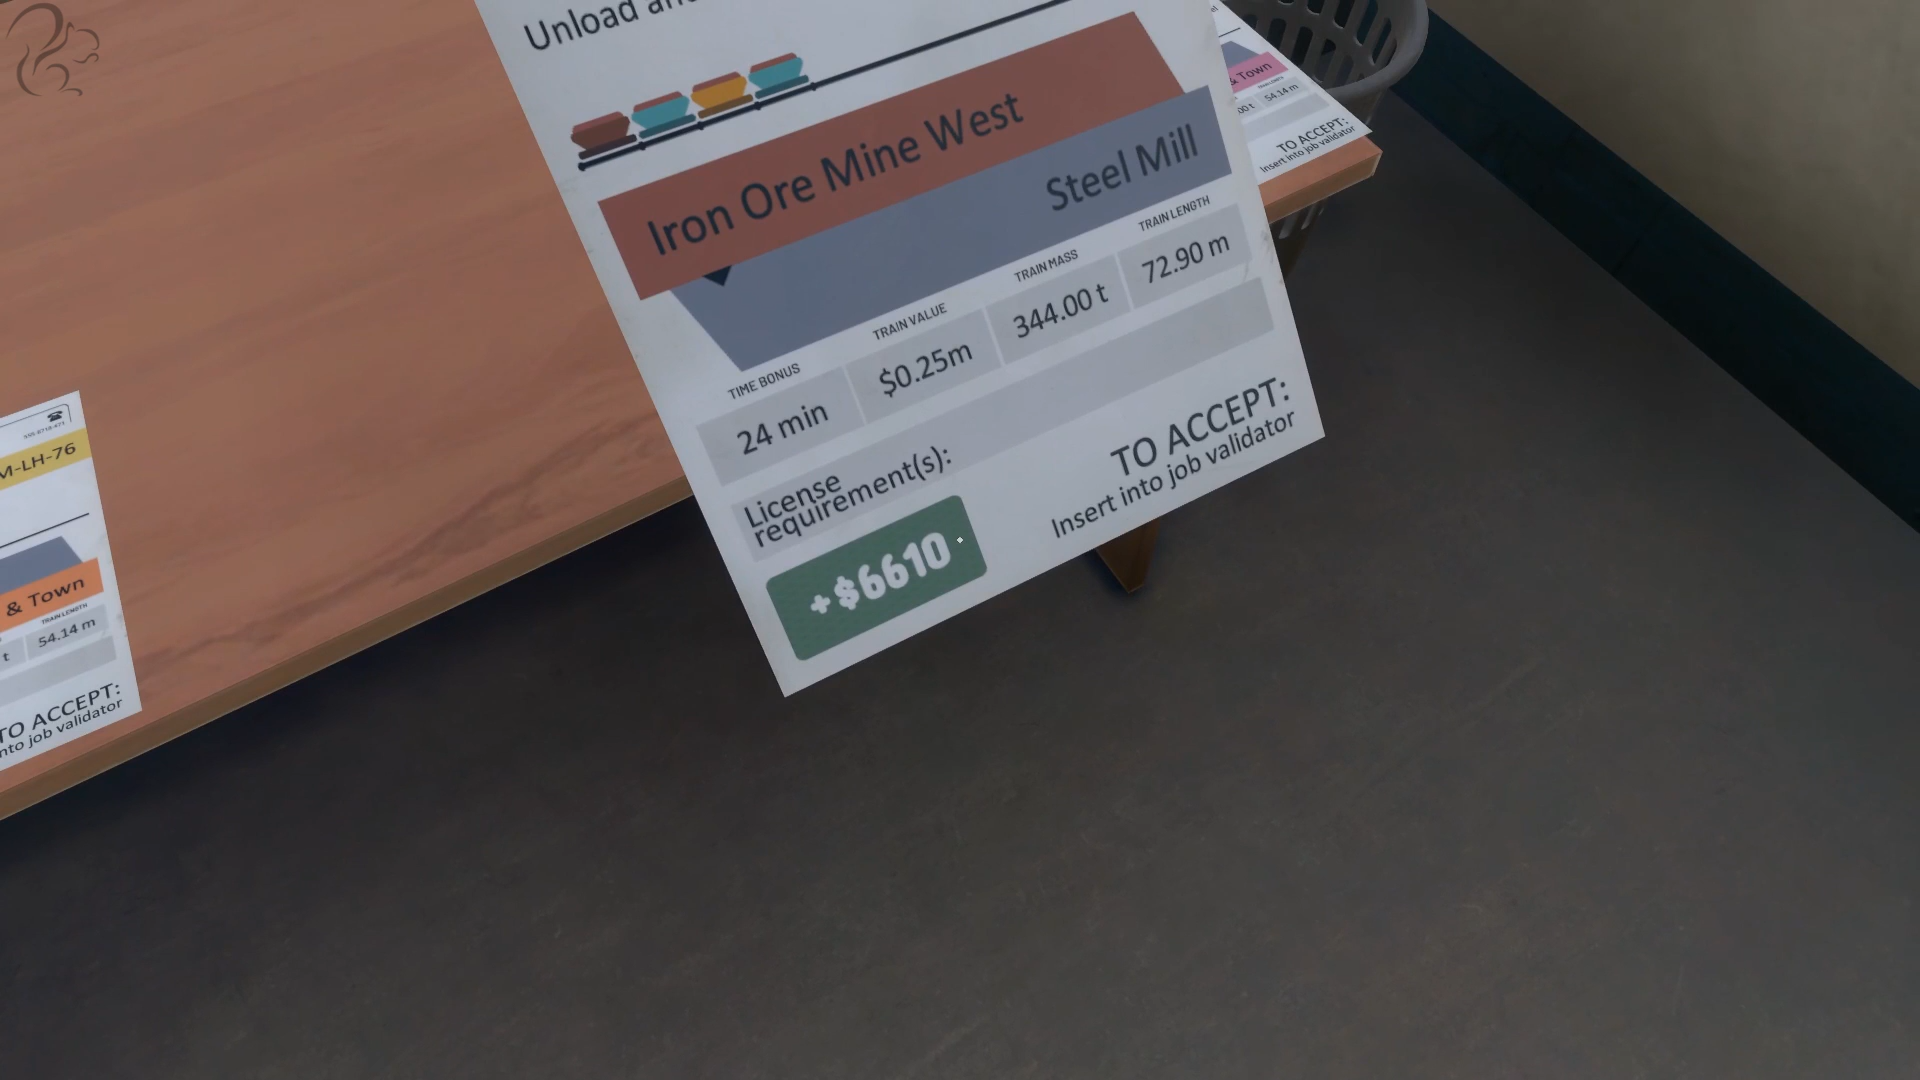 Unload
Iron Ore Mine West
Steel Mill
TIME BONUS
24 min
TRAIN VALUE
$0.25m
TRAIN MASS
344.00 t
TRAIN LENGTH
72.90 m
License
requirement(s):
+$6610
TO ACCEPT:
Insert into job validator
M-LH-76
& Town
TRAIN LENGTH
t
54.14 m
TO ACCEPT:
into job validator
& Town
54.14 m
TO ACCEPT:
Insert into job validator